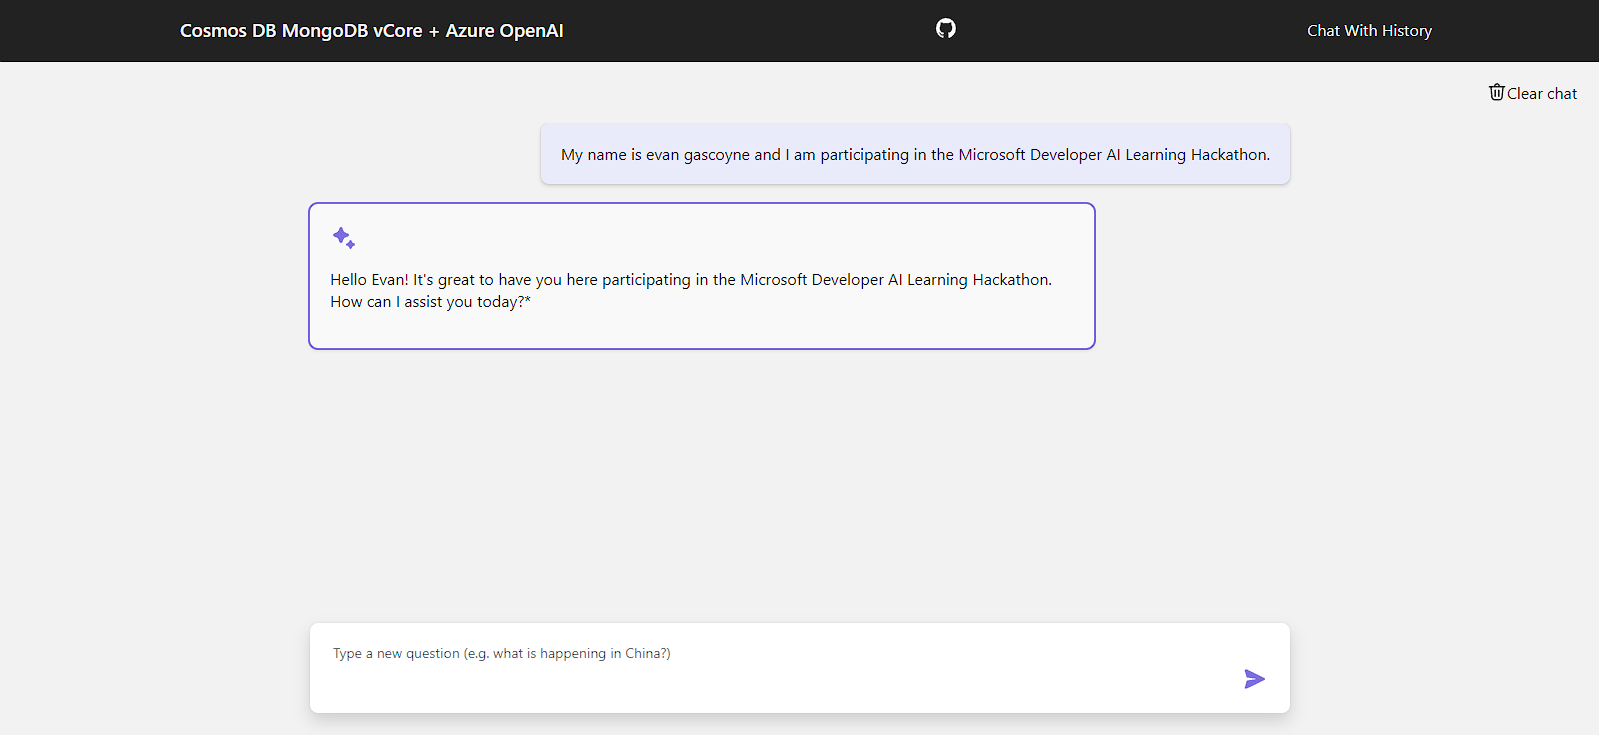 Cosmos DB MongoDB vCore + Azure OpenAI
Chat With History
Clear chat
My name is evan gascoyne and I am participating in the Microsoft Developer AI Learning Hackathon.
Hello Evan! It's great to have you here participating in the Microsoft Developer AI Learning Hackathon.
How can I assist you today?*
Type a new question (e.g. what is happening in China?)